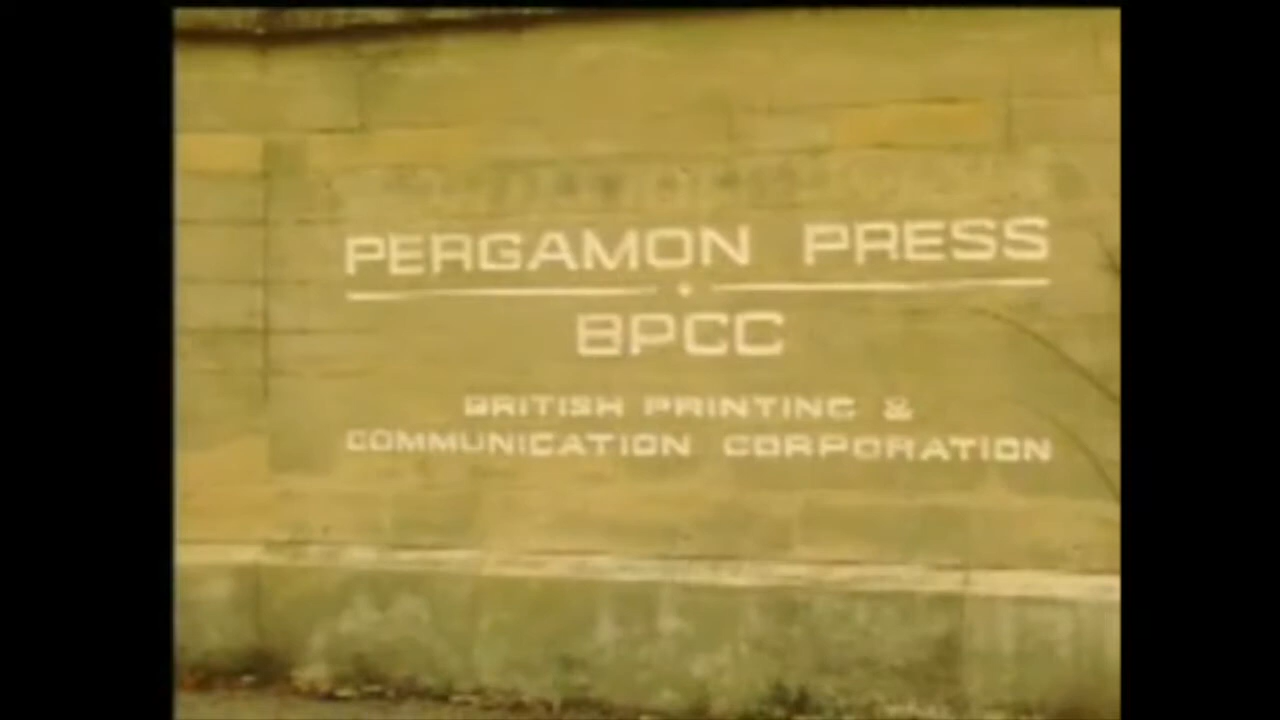 PERGAMON PRESS
BPCC
BRITISH PRINTING &
COMMUNICATION CORPORATION